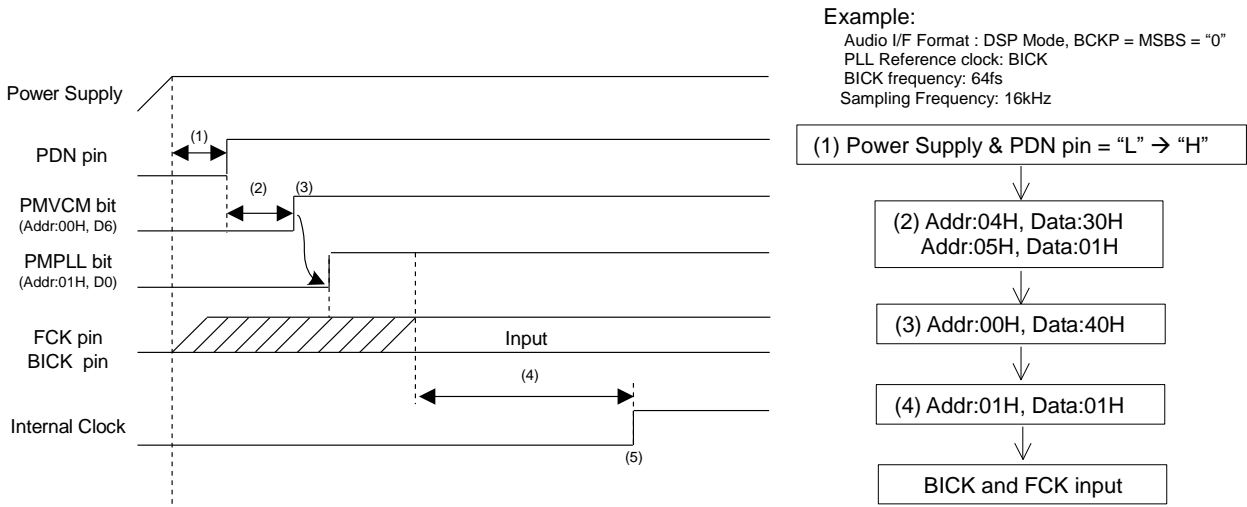 Example:
Audio I/F Format : DSP Mode, BCKP = MSBS = “0”
PLL Reference clock: BICK
BICK frequency: 64fs
Sampling Frequency: 16kHz
Power Supply
(1)
PDN pin
(2)
(3)
PMVCM bit
(Addr:00H, D6)
PMPLL bit
(Addr:01H, D0)
FCK pin
BICK pin
Input
(4)
Internal Clock
(5)
(1) Power Supply & PDN pin = “L” → “H”
(2) Addr:04H, Data:30H
Addr:05H, Data:01H
(3) Addr:00H, Data:40H
(4) Addr:01H, Data:01H
BICK and FCK input